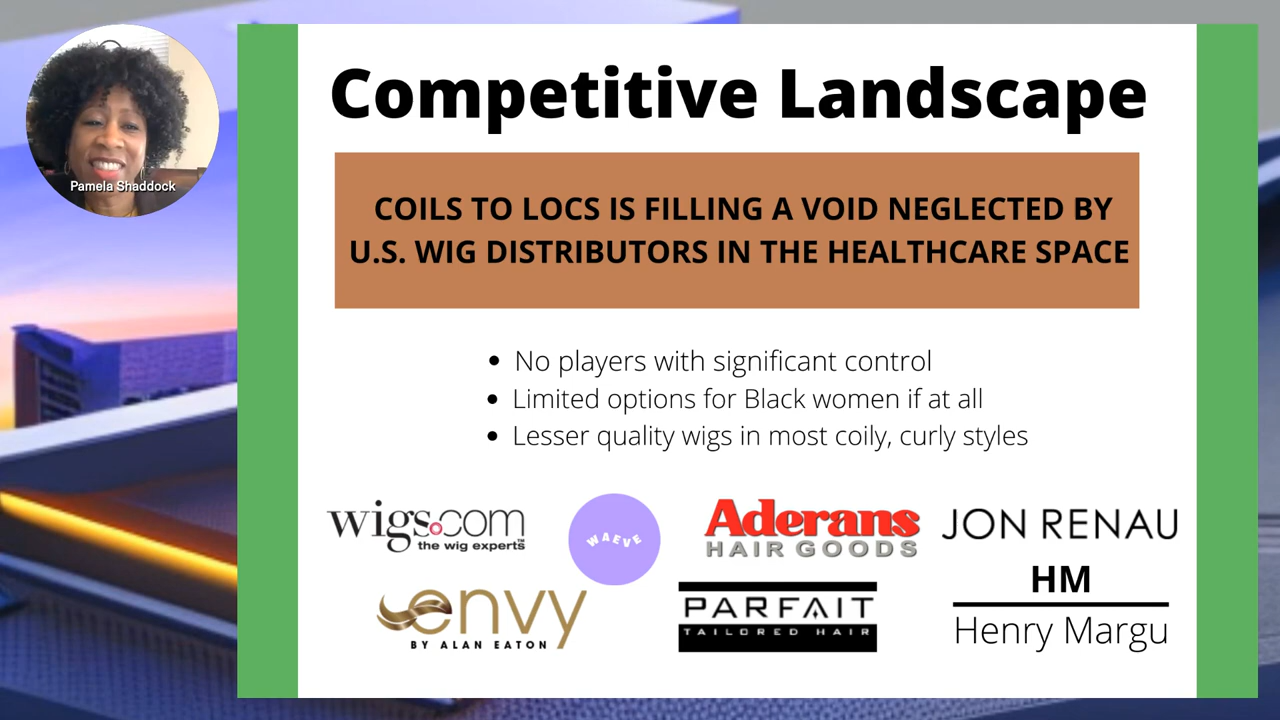 Pamela Shaddock
Competitive Landscape
COILS TO LOCS IS FILLING A VOID NEGLECTED BY
U.S. WIG DISTRIBUTORS IN THE HEALTHCARE SPACE
• No players with significant control
• Limited options for Black women if at all
• Lesser quality wigs in most coily, curly styles
wigs.com
the wig experts™
WAEVE
Aderans
HAIR GOODS
JON RENAU
envy
BY ALAN EATON
PARFAIT
TAILORED HAIR
HM
Henry Margu